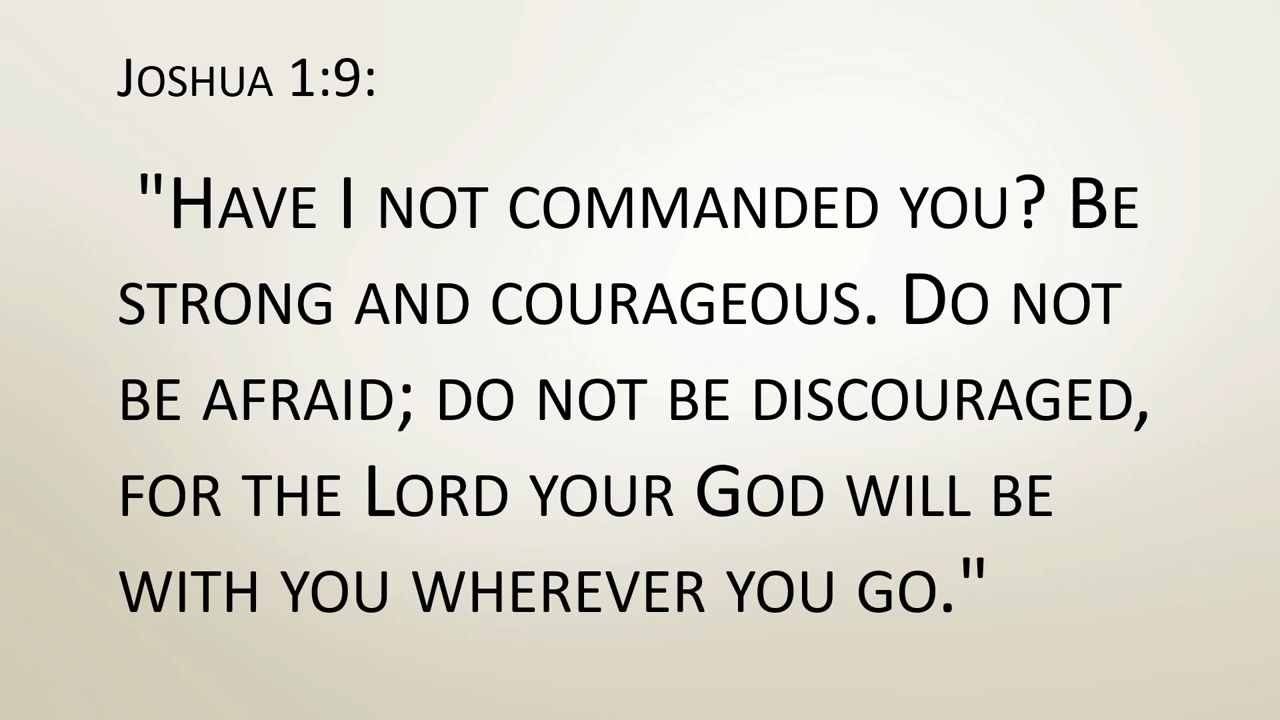 Joshua 1:9:
"Have I not commanded you? Be
strong and courageous. Do not
be afraid; do not be discouraged,
for the Lord your God will be
with you wherever you go."